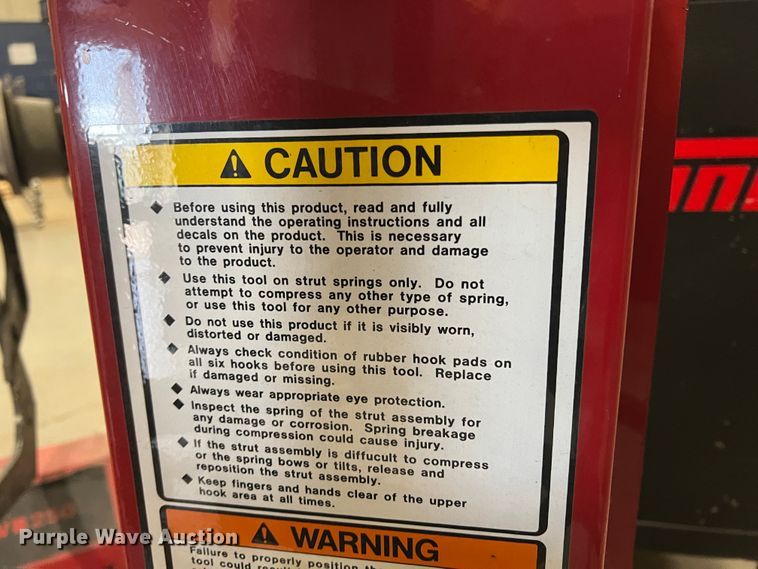 ⚠ CAUTION
◆ Before using this product, read and fully
understand the operating instructions and all
decals on the product. This is necessary
to prevent injury to the operator and damage
to the product.
◆ Use this tool on strut springs only. Do not
attempt to compress any other type of spring,
or use this tool for any other purpose.
◆ Do not use this product if it is visibly worn,
distorted or damaged.
◆ Always check condition of rubber hook pads on
all six hooks before using this tool. Replace
if damaged or missing.
◆ Always wear appropriate eye protection.
◆ Inspect the spring of the strut assembly for
any damage or corrosion. Spring breakage
during compression could cause injury.
◆ If the strut assembly is diffucult to compress
or the spring bows or tilts, release and
reposition the strut assembly.
◆ Keep fingers and hands clear of the upper
hook area at all times.
⚠ WARNING
Failure to properly position
tool could
Purple Wave Auction